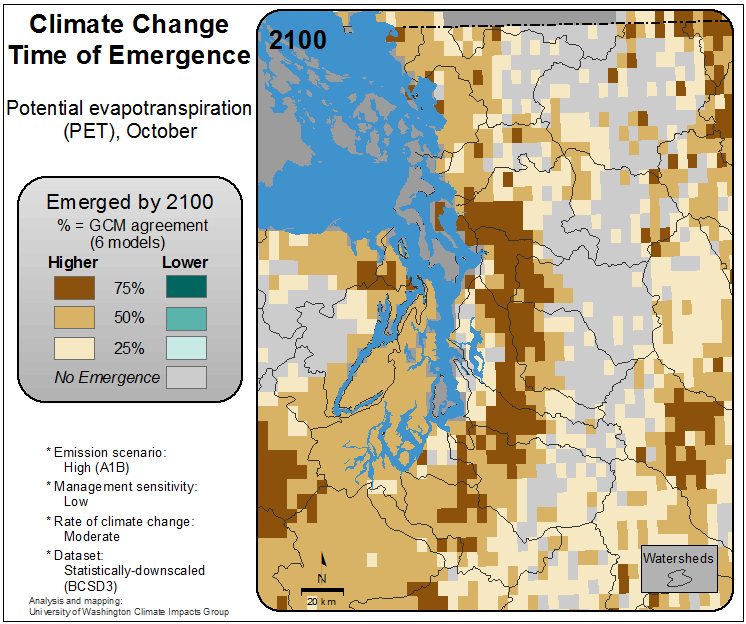 Climate Change
Time of Emergence
Potential evapotranspiration
(PET), October
Emerged by 2100
% = GCM agreement
(6 models)
Higher Lower
75%
50%
25%
No Emergence
* Emission scenario:
High (A1B)
* Management sensitivity:
Low
* Rate of climate change:
Moderate
* Dataset:
Statistically-downscaled
(BCSD3)
Analysis and mapping:
University of Washington Climate Impacts Group
2100
N
20 km
Watersheds